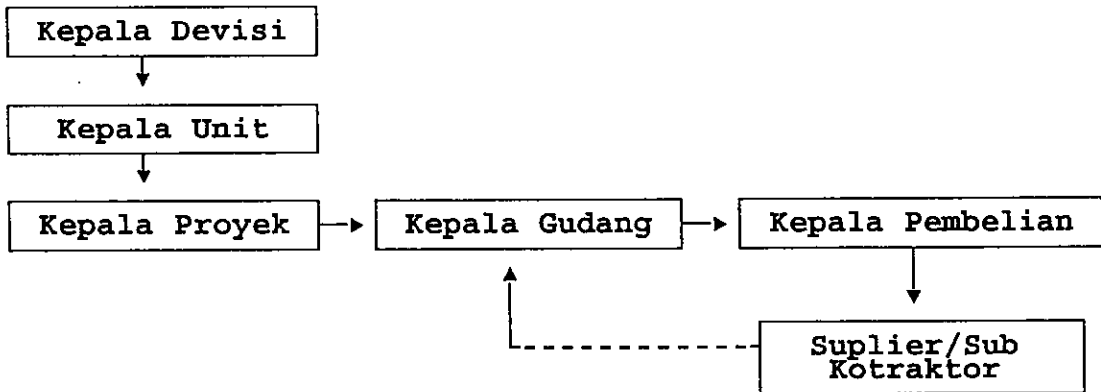 Kepala Devisi
Kepala Unit
Kepala Proyek
Kepala Gudang
Kepala Pembelian
Suplier/Sub
Kotraktor